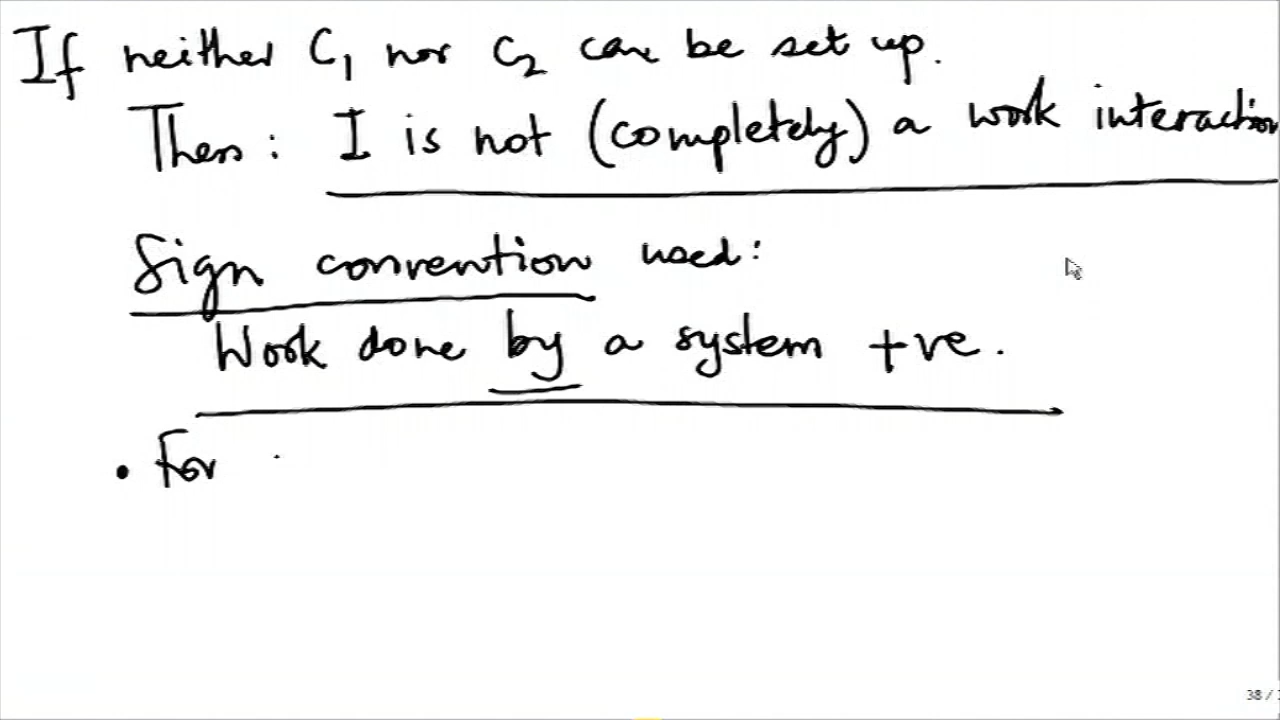 If neither C₁ nor C₂ can be set up.
Then: I is not (completely) a work interaction
Sign convention used:
Work done by a system +ve.
• For
38 /